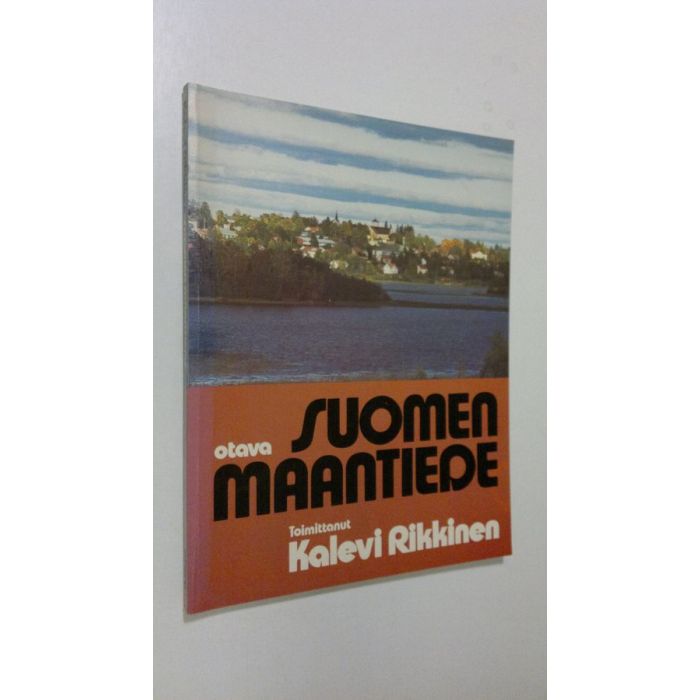 SUOMEN
otava
MAANTIEDE
Toimittanut
Kalevi Rikkinen